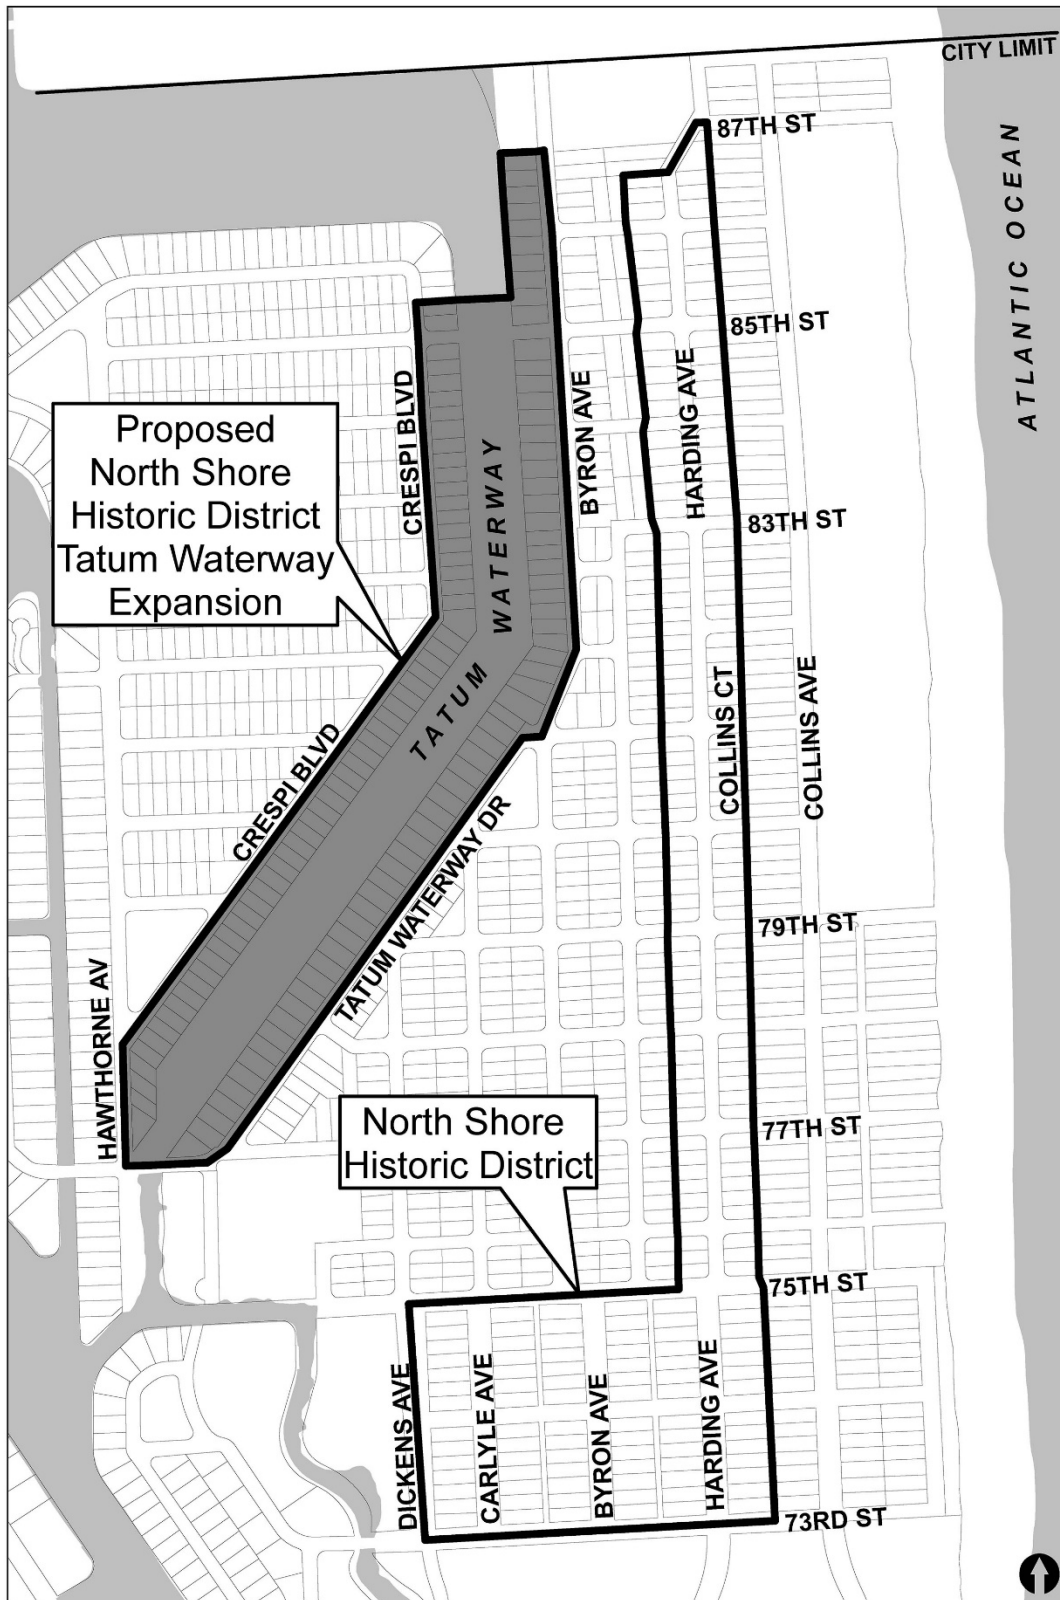 CITY LIMIT
87TH ST
ATLANTIC OCEAN
85TH ST
HARDING AVE
CRESPI BLVD
BYRON AVE
Proposed
North Shore
Historic District
Tatum Waterway
Expansion
TATUM WATERWAY
83TH ST
COLLINS CT
COLLINS AVE
CRESPI BLVD
TATUM WATERWAY DR
79TH ST
HAWTHORNE AV
North Shore
Historic District
77TH ST
75TH ST
DICKENS AVE
CARLYLE AVE
BYRON AVE
HARDING AVE
73RD ST